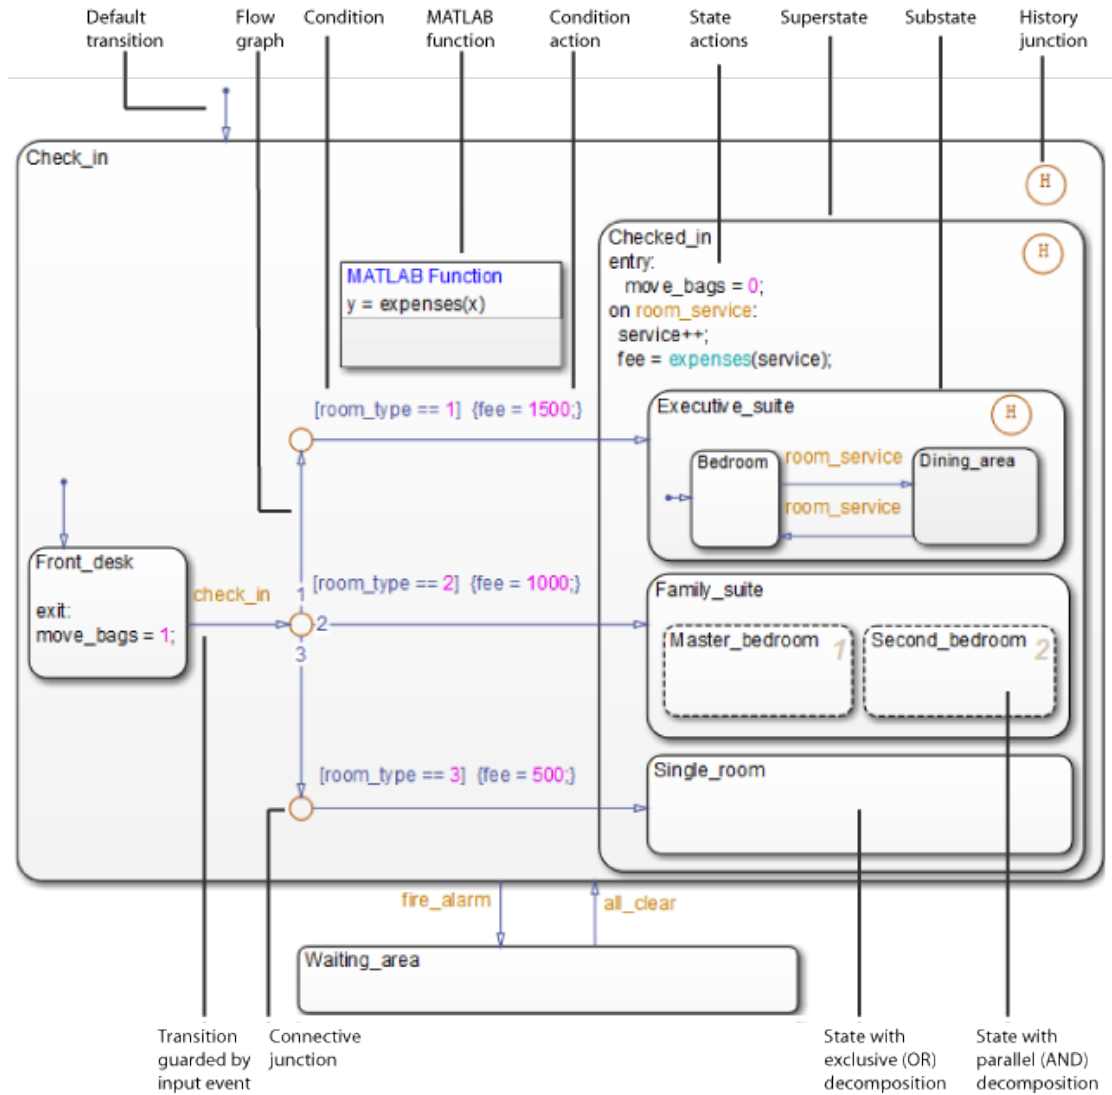 Default
transition
Flow
graph
Condition
MATLAB
function
Condition
action
State
actions
Superstate
Substate
History
junction
Check_in
H
Checked_in
H
entry:
move_bags = 0;
on room_service:
service++;
fee = expenses(service);
MATLAB Function
y = expenses(x)
[room_type == 1] {fee = 1500;}
Executive_suite
H
Bedroom
room_service
Dining_area
room_service
Front_desk
exit:
move_bags = 1;
check_in
1
2
3
[room_type == 2] {fee = 1000;}
Family_suite
Master_bedroom
1
Second_bedroom
2
[room_type == 3] {fee = 500;}
Single_room
fire_alarm
all_clear
Waiting_area
Transition
guarded by
input event
Connective
junction
State with
exclusive (OR)
decomposition
State with
parallel (AND)
decomposition